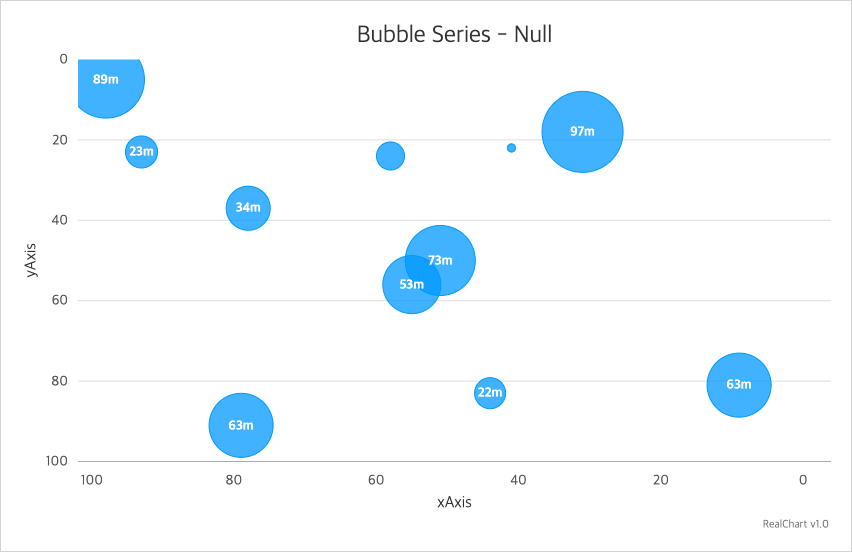 Bubble Series - Null
0
89m
97m
20
23m
34m
40
73m
yAxis
53m
60
80
63m
22m
63m
100
100 80 60 40 20 0
xAxis
RealChart v1.0